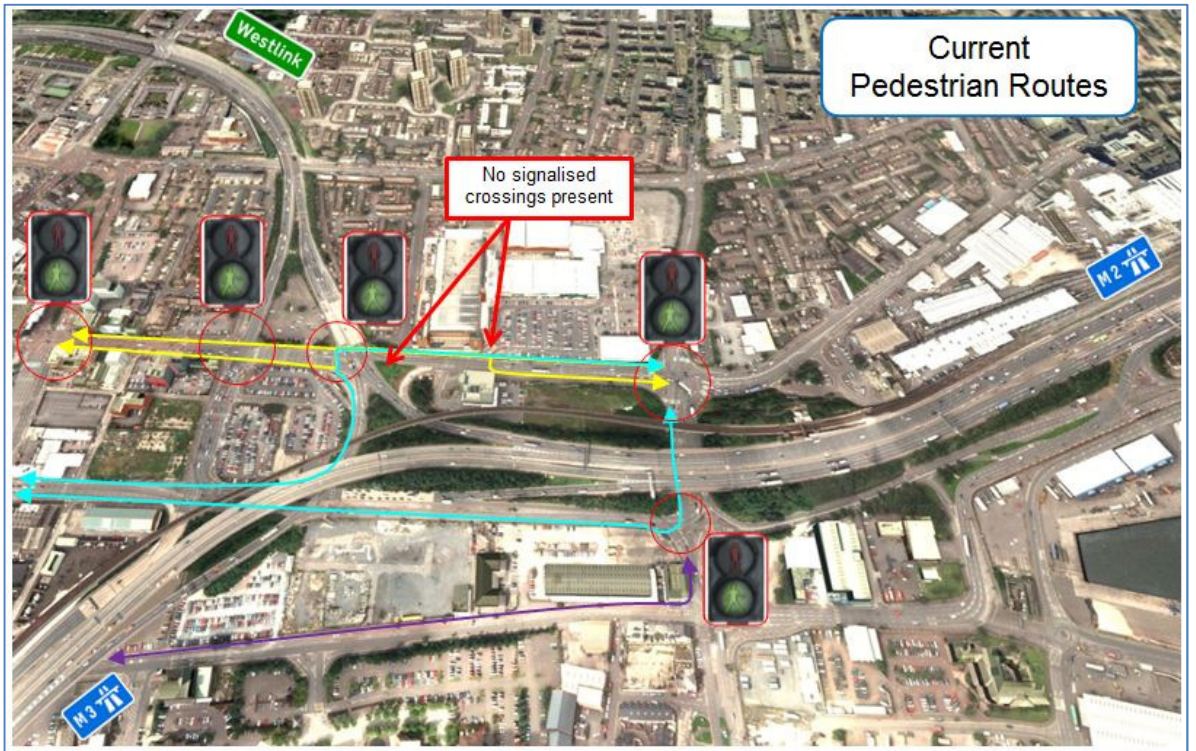 Westlink
Current
Pedestrian Routes
No signalised
crossings present
M2
M3